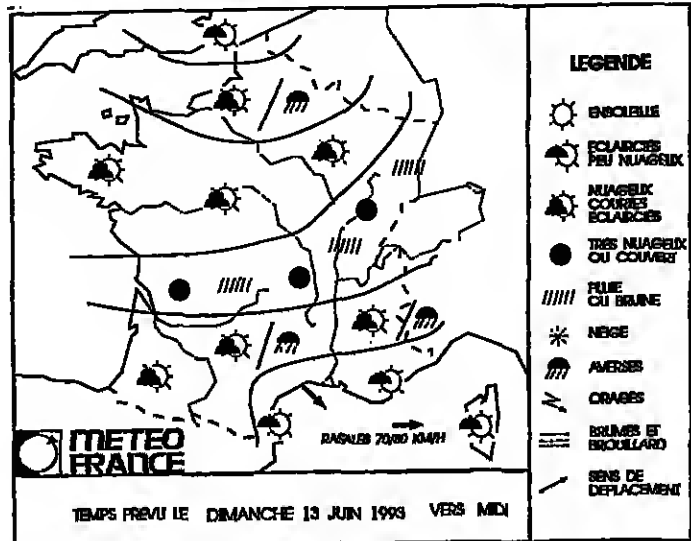 LEGENDE
ENSOLEILLE
ECLAIRCIES
PEU NUAGEUX
NUAGEUX
COURTES
ECLAIRCIES
TRES NUAGEUX
OU COUVERT
PLUIE
OU BRUINE
NEIGE
AVERSES
ORAGES
BRUMES ET
BROUILLARD
SENS DE
DEPLACEMENT
RAFALES 70/80 KM/H
METEO
FRANCE
TEMPS PREVU LE DIMANCHE 13 JUIN 1993 VERS MIDI